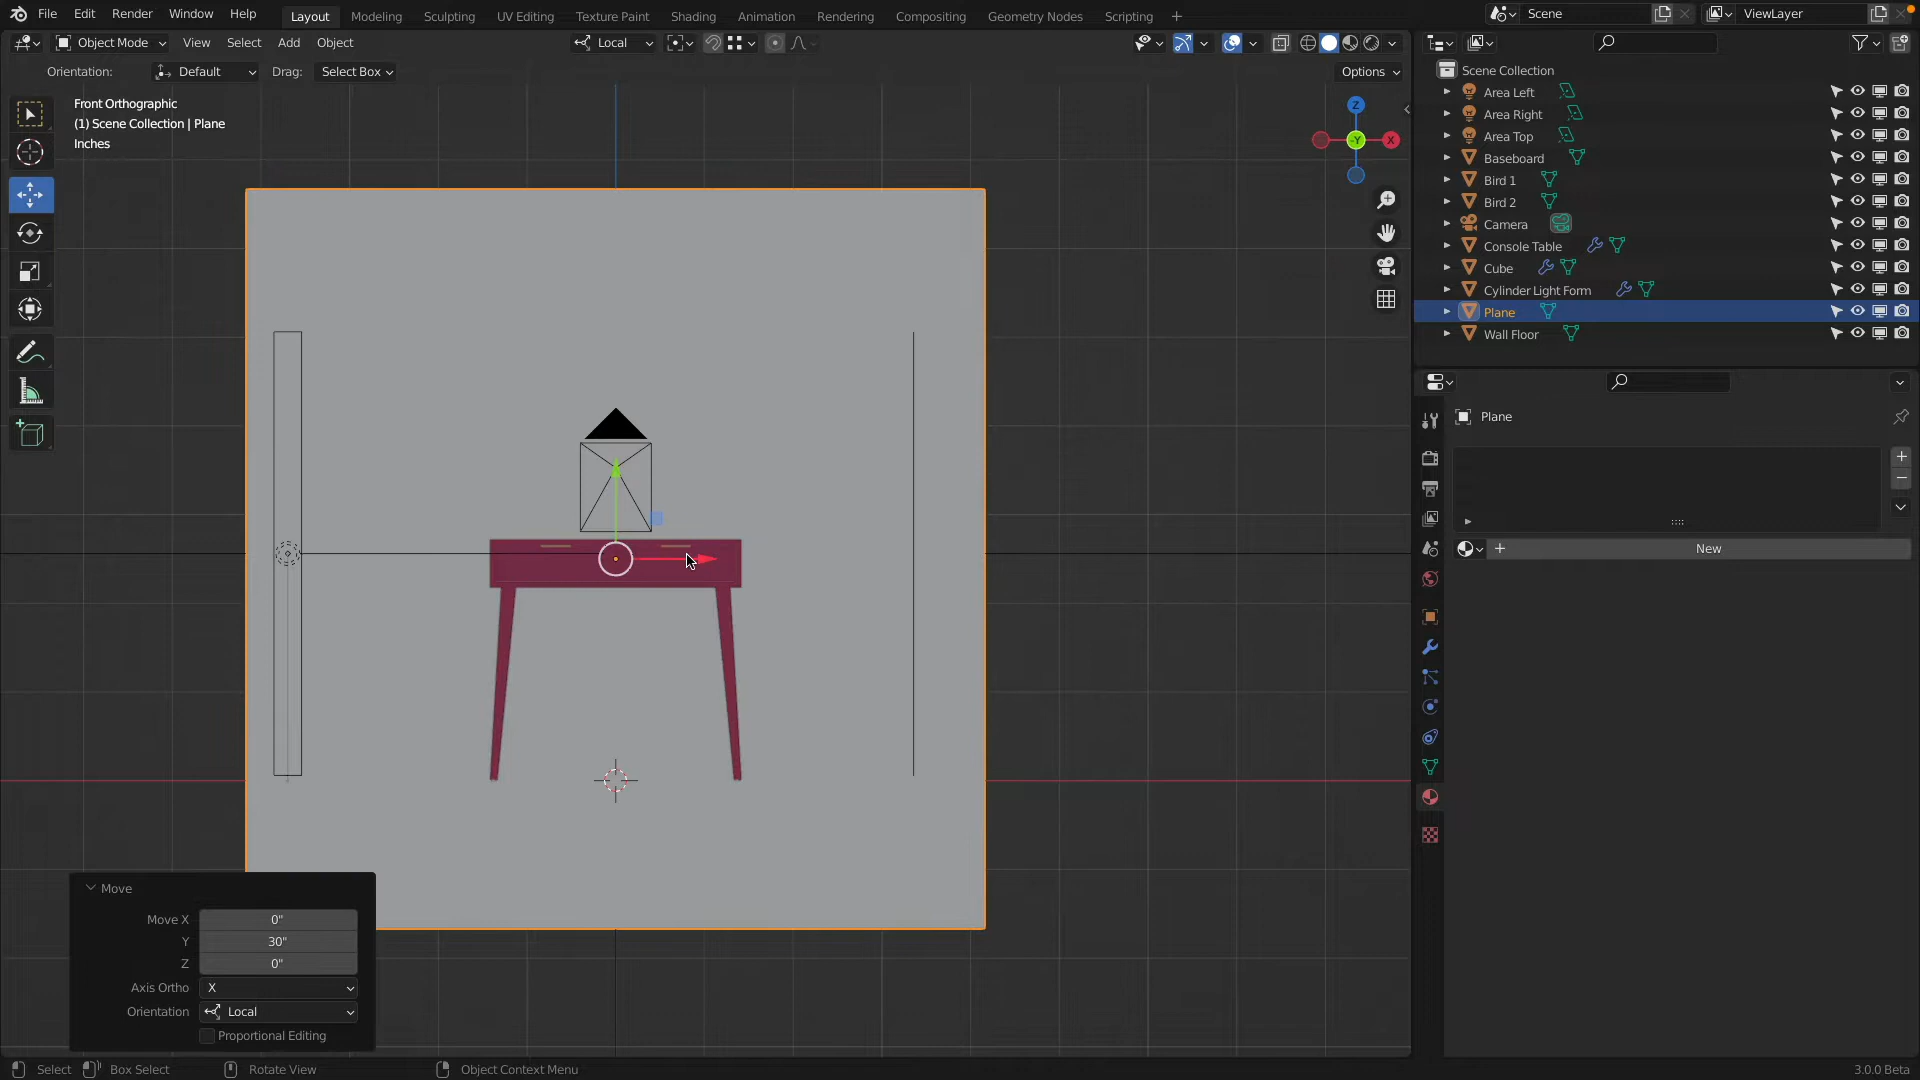 File Edit Render Window Help Layout Modeling Sculpting UV Editing Texture Paint Shading Animation Rendering Compositing Geometry Nodes Scripting + Scene ViewLayer
Object Mode View Select Add Object Local
Orientation: Default Drag: Select Box Options
Front Orthographic
(1) Scene Collection | Plane
Inches
Z
Y
X
Scene Collection
Area Left
Area Right
Area Top
Baseboard
Bird 1
Bird 2
Camera
Console Table
Cube
Cylinder Light Form
Plane
Wall Floor
Plane
+ New
Move
Move X 0"
Y 30"
Z 0"
Axis Ortho X
Orientation Local
Proportional Editing
Select Box Select Rotate View Object Context Menu 3.0.0 Beta